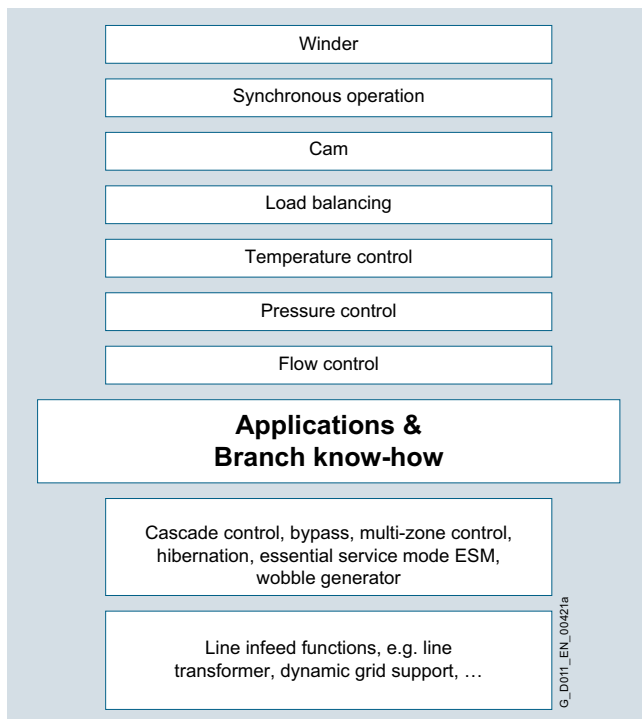 Winder
Synchronous operation
Cam
Load balancing
Temperature control
Pressure control
Flow control
Applications &
Branch know-how
Cascade control, bypass, multi-zone control,
hibernation, essential service mode ESM,
wobble generator
Line infeed functions, e.g. line
transformer, dynamic grid support, …
G_D011_EN_00421a